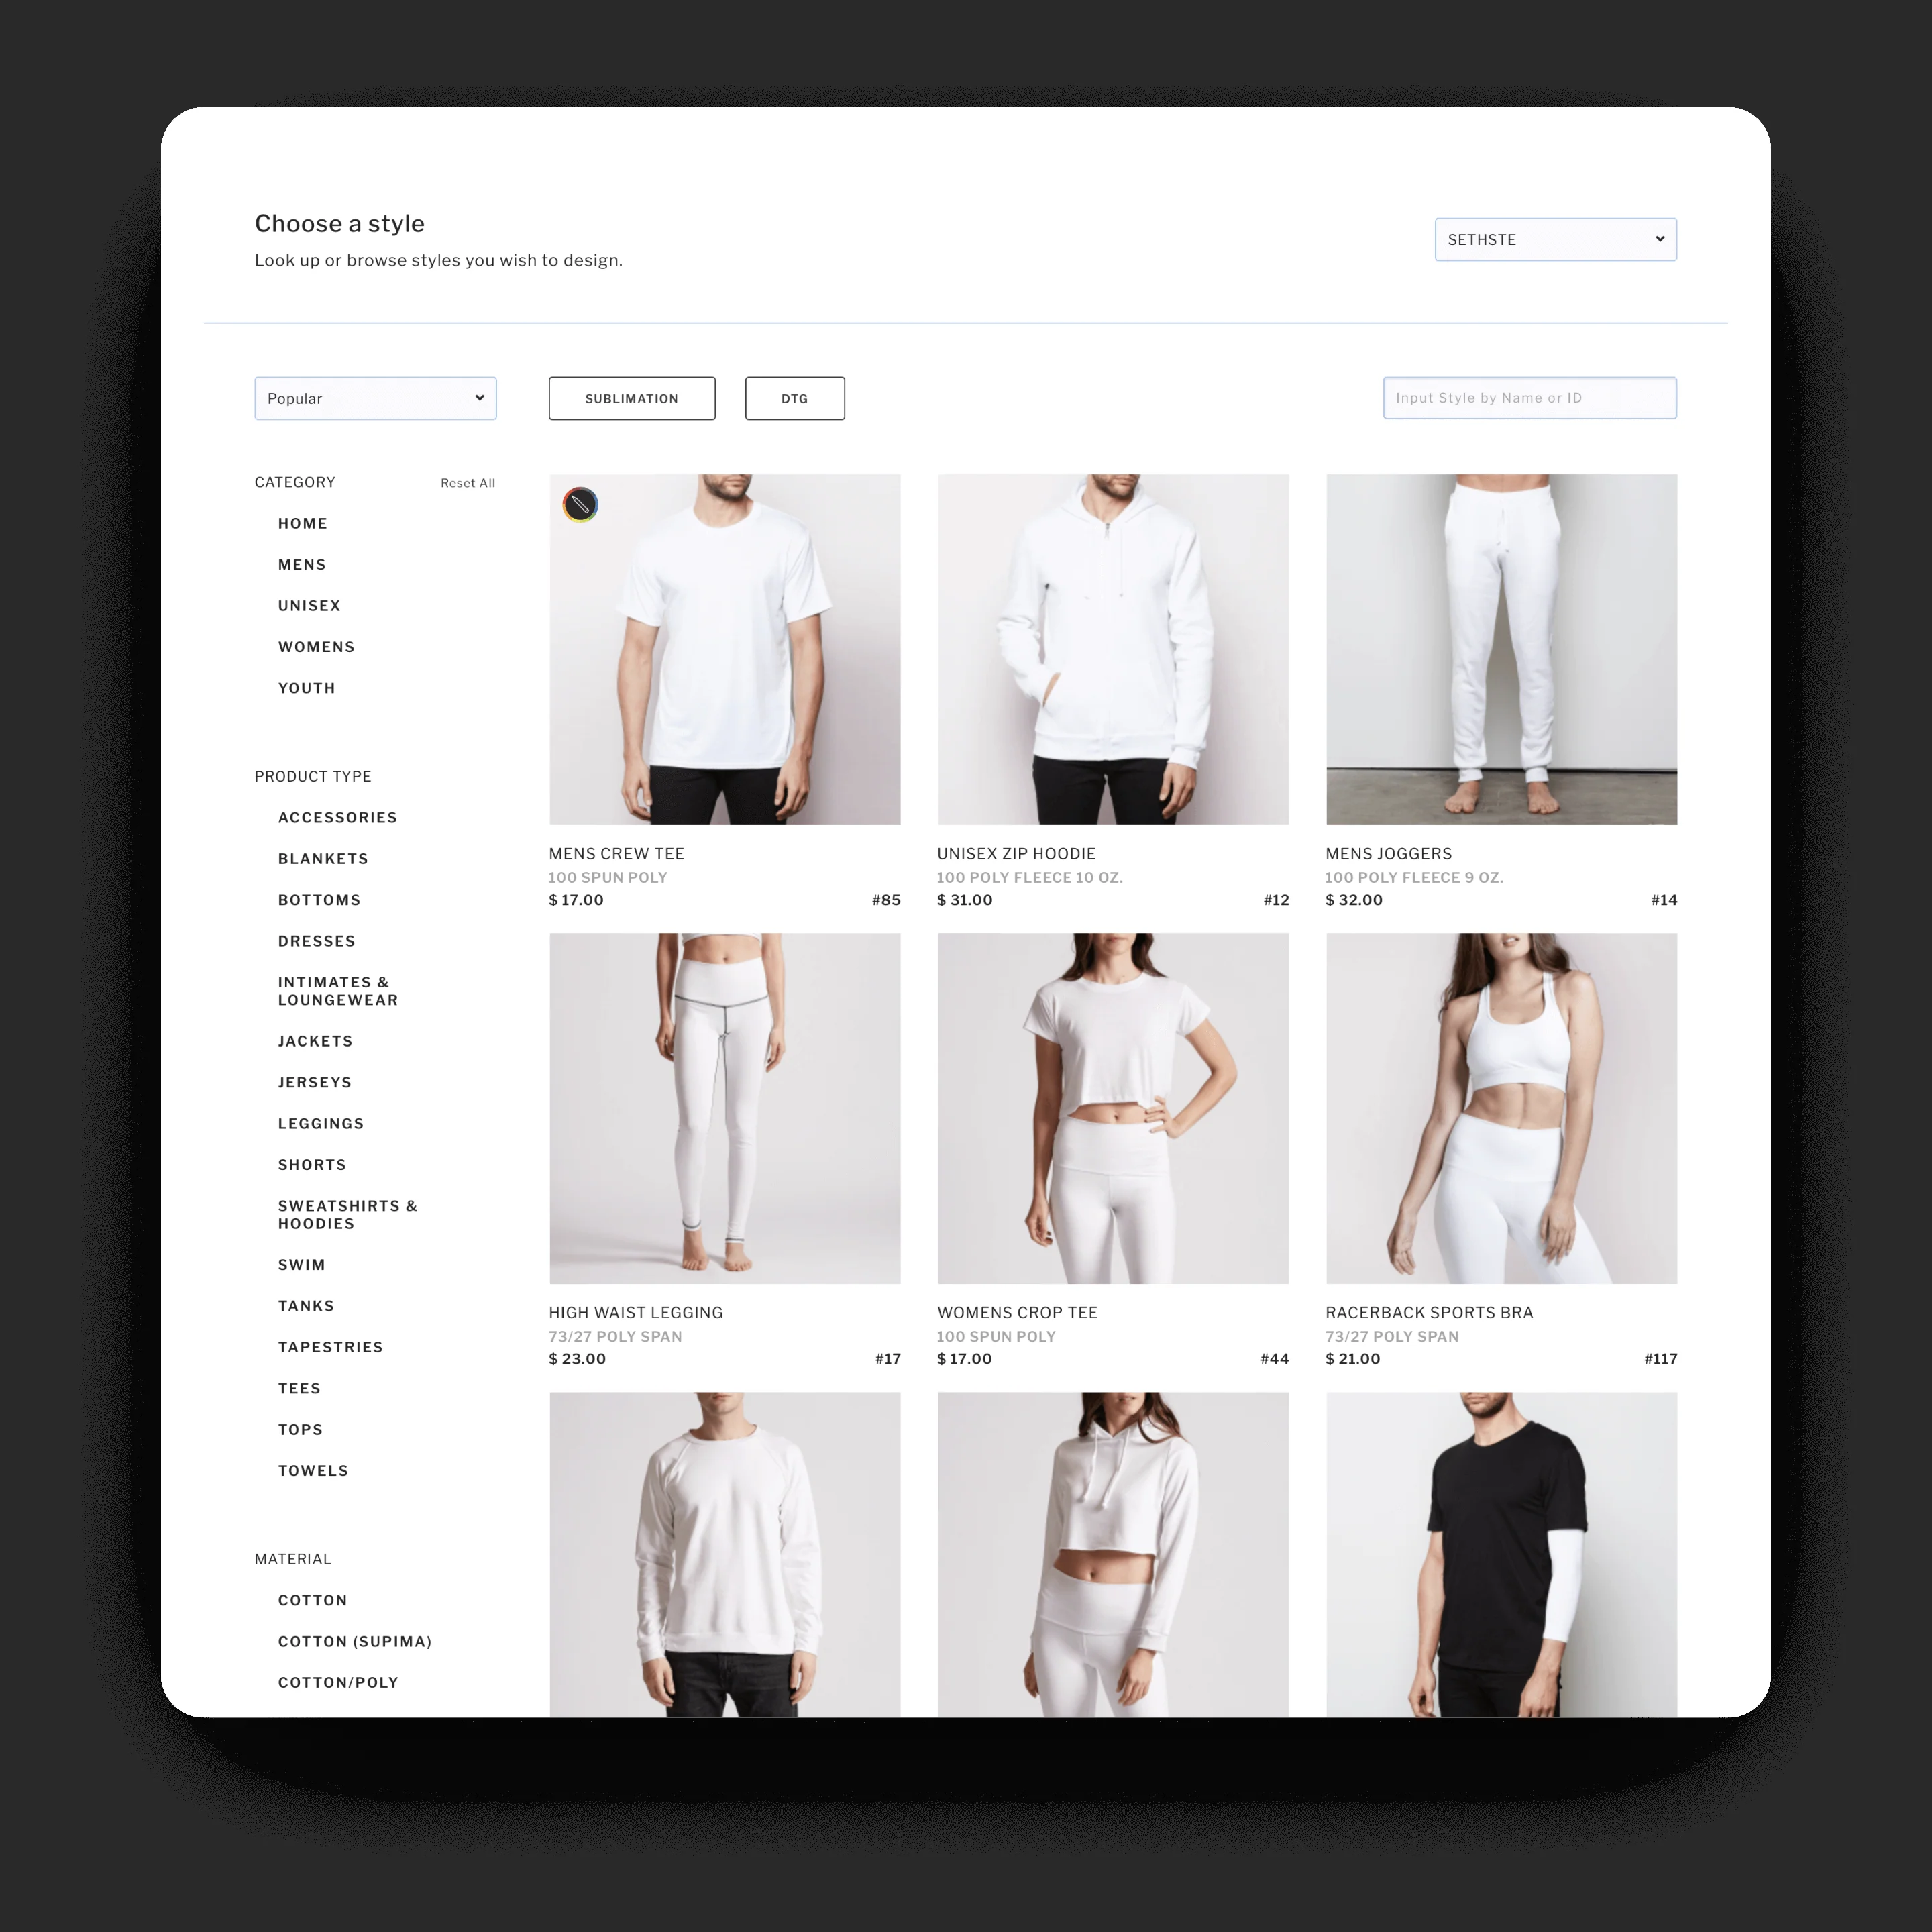 Choose a style
Look up or browse styles you wish to design.
SETHSTE
Popular
SUBLIMATION
DTG
Input Style by Name or ID
CATEGORY
Reset All
HOME
MENS
UNISEX
WOMENS
YOUTH
PRODUCT TYPE
ACCESSORIES
BLANKETS
BOTTOMS
DRESSES
INTIMATES &
LOUNGEWEAR
JACKETS
JERSEYS
LEGGINGS
SHORTS
SWEATSHIRTS &
HOODIES
SWIM
TANKS
TAPESTRIES
TEES
TOPS
TOWELS
MATERIAL
COTTON
COTTON (SUPIMA)
COTTON/POLY
MENS CREW TEE
100 SPUN POLY
$ 17.00
#85
UNISEX ZIP HOODIE
100 POLY FLEECE 10 OZ.
$ 31.00
#12
MENS JOGGERS
100 POLY FLEECE 9 OZ.
$ 32.00
#14
HIGH WAIST LEGGING
73/27 POLY SPAN
$ 23.00
#17
WOMENS CROP TEE
100 SPUN POLY
$ 17.00
#44
RACERBACK SPORTS BRA
73/27 POLY SPAN
$ 21.00
#117